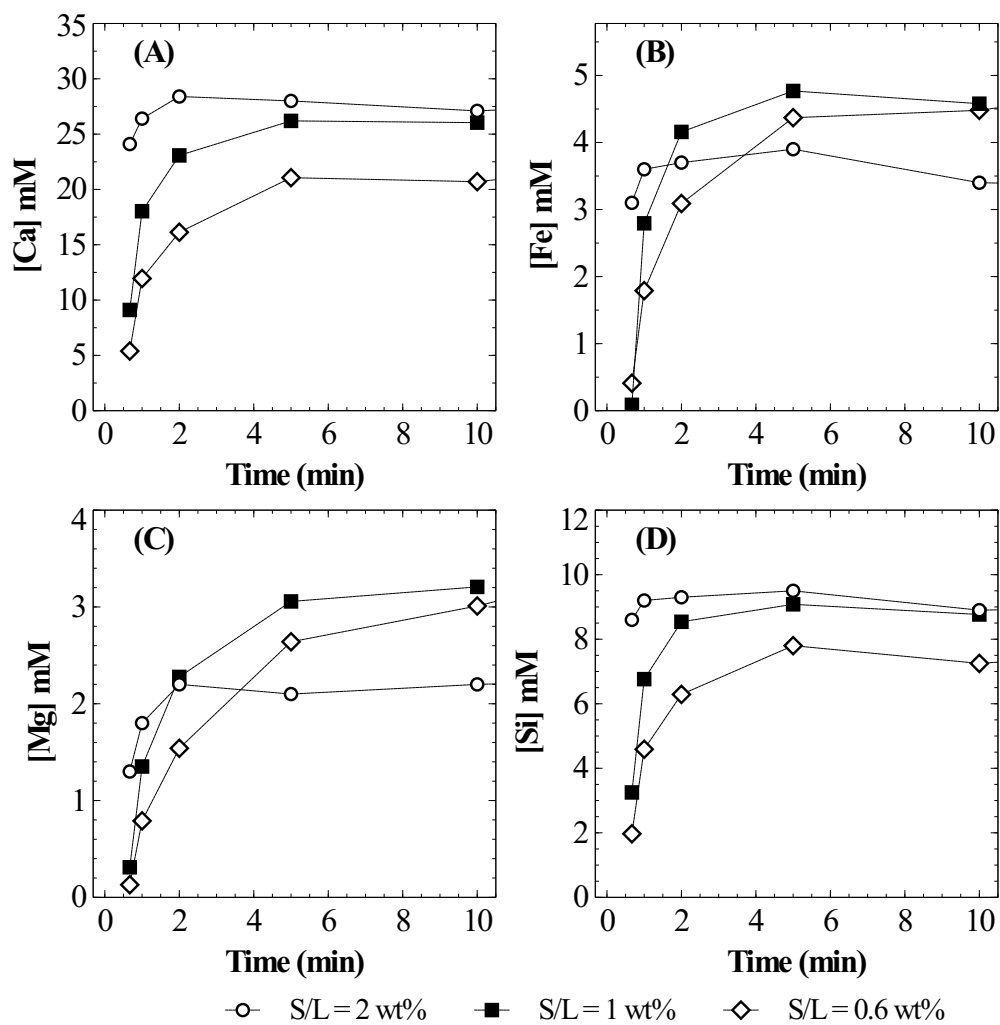 (A)
[Ca] mM
35
30
25
20
15
10
5
0
0 2 4 6 8 10
Time (min)
(B)
[Fe] mM
5
4
3
2
1
0
0 2 4 6 8 10
Time (min)
(C)
[Mg] mM
4
3
2
1
0
0 2 4 6 8 10
Time (min)
(D)
[Si] mM
12
10
8
6
4
2
0
0 2 4 6 8 10
Time (min)
S/L = 2 wt% S/L = 1 wt% S/L = 0.6 wt%